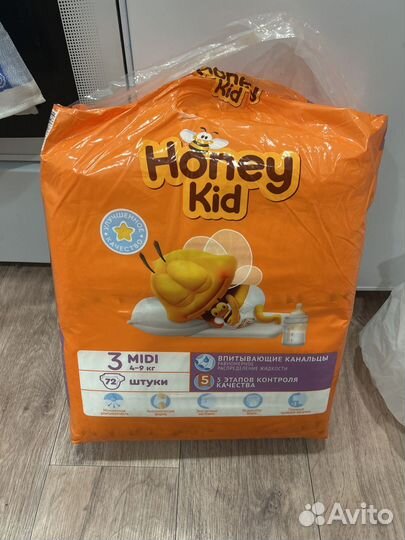 Honey
Kid
Honey
Kid
УЛУЧШЕННОЕ
КАЧЕСТВО
3 MIDI
4-9 кг
72 штуки
ВПИТЫВАЮЩИЕ КАНАЛЬЦЫ
РАВНОМЕРНОЕ
РАСПРЕДЕЛЕНИЕ ЖИДКОСТИ
5 5 ЭТАПОВ КОНТРОЛЯ
КАЧЕСТВА
Avito